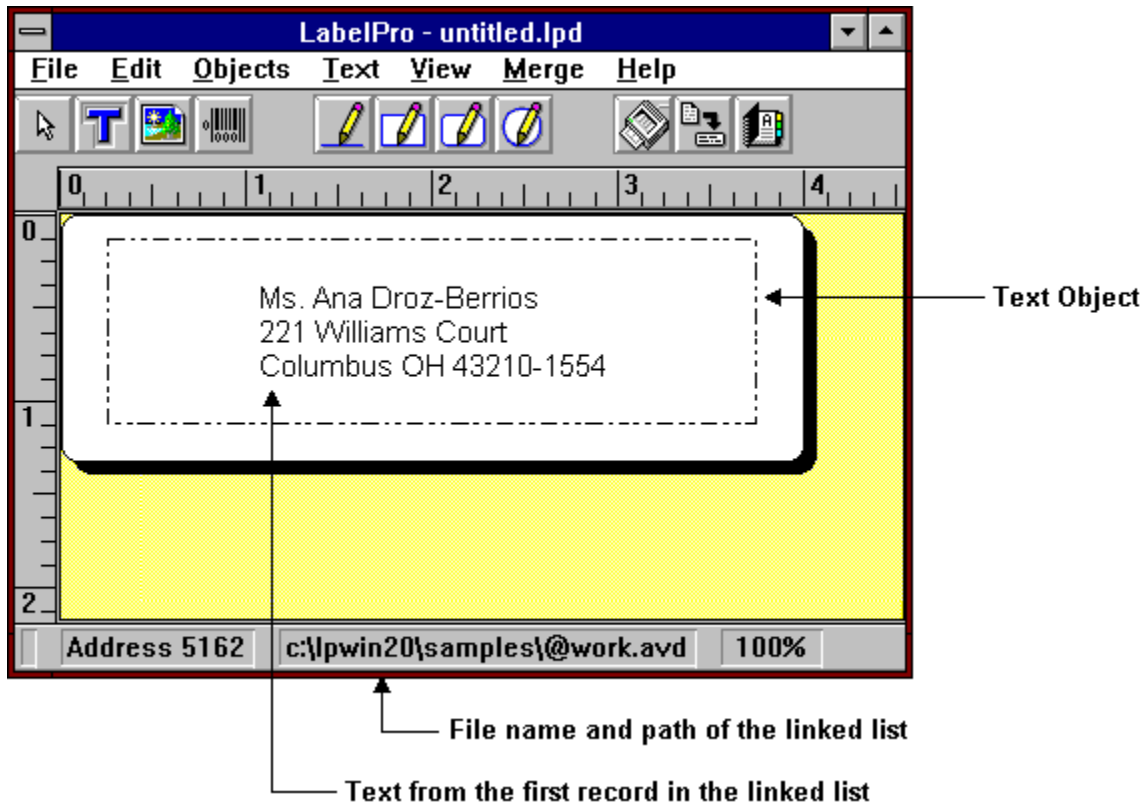 LabelPro - untitled.lpd
File Edit Objects Text View Merge Help
T
A
0 1 2 3 4
0
Ms. Ana Droz-Berrios
221 Williams Court
Columbus OH 43210-1554
Text Object
1
2
Address 5162 c:\lpwin20\samples\@work.avd 100%
File name and path of the linked list
Text from the first record in the linked list